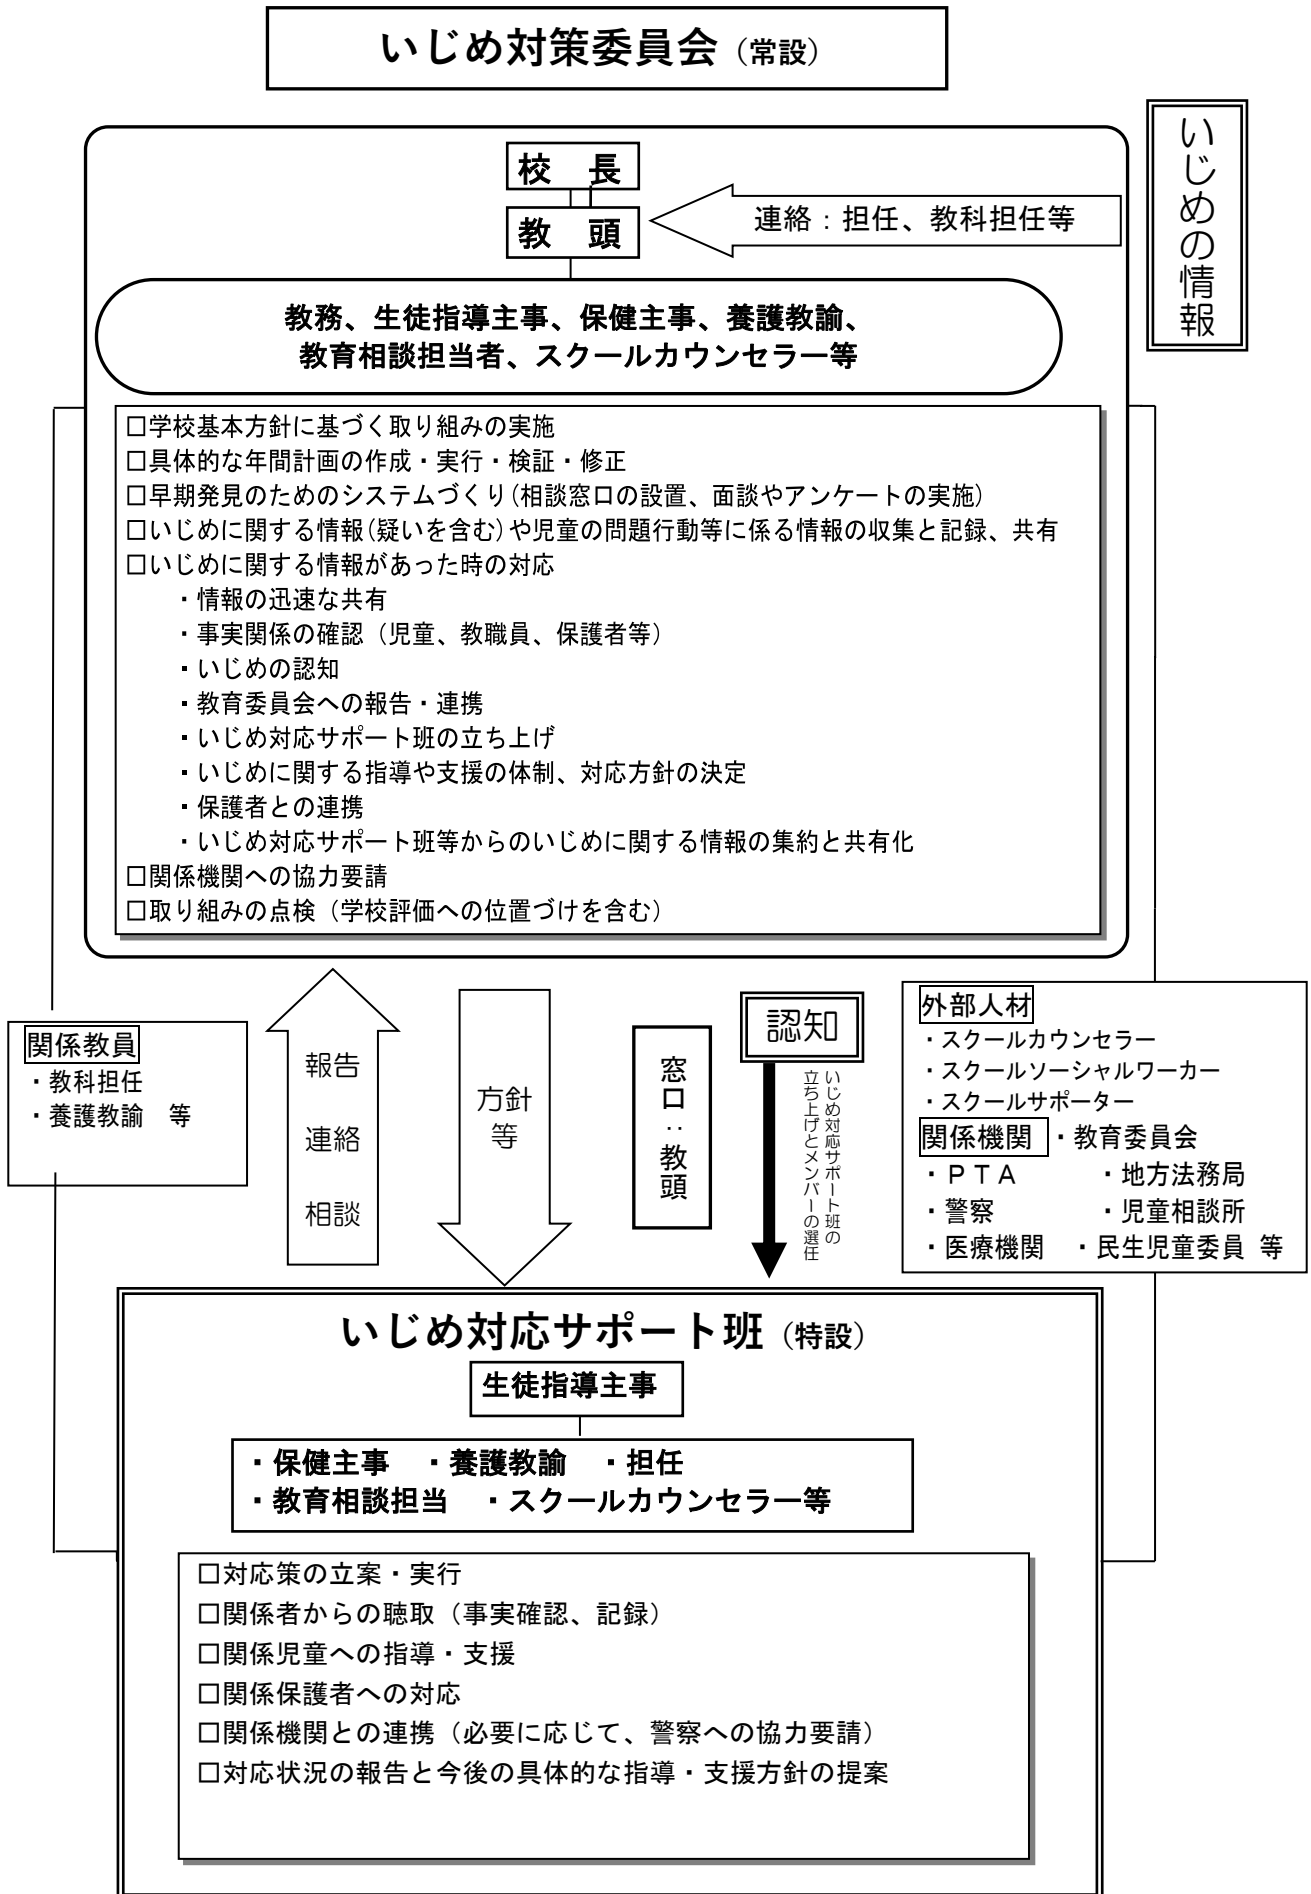 いじめ対策委員会（常設）
いじめの情報
校　長
教　頭
連絡：担任、教科担任等
教務、生徒指導主事、保健主事、養護教諭、
教育相談担当者、スクールカウンセラー等
□学校基本方針に基づく取り組みの実施
□具体的な年間計画の作成・実行・検証・修正
□早期発見のためのシステムづくり(相談窓口の設置、面談やアンケートの実施)
□いじめに関する情報(疑いを含む)や児童の問題行動等に係る情報の収集と記録、共有
□いじめに関する情報があった時の対応
・情報の迅速な共有
・事実関係の確認（児童、教職員、保護者等）
・いじめの認知
・教育委員会への報告・連携
・いじめ対応サポート班の立ち上げ
・いじめに関する指導や支援の体制、対応方針の決定
・保護者との連携
・いじめ対応サポート班等からのいじめに関する情報の集約と共有化
□関係機関への協力要請
□取り組みの点検（学校評価への位置づけを含む）
関係教員
・教科担任
・養護教諭　等
報告
連絡
相談
方針
等
窓口：教頭
認知
いじめ対応サポート班の
立ち上げとメンバーの選任
外部人材
・スクールカウンセラー
・スクールソーシャルワーカー
・スクールサポーター
関係機関　・教育委員会
・ＰＴＡ　　・地方法務局
・警察　　・児童相談所
・医療機関　・民生児童委員 等
いじめ対応サポート班（特設）
生徒指導主事
・保健主事　・養護教諭　・担任
・教育相談担当　・スクールカウンセラー等
□対応策の立案・実行
□関係者からの聴取（事実確認、記録）
□関係児童への指導・支援
□関係保護者への対応
□関係機関との連携（必要に応じて、警察への協力要請）
□対応状況の報告と今後の具体的な指導・支援方針の提案